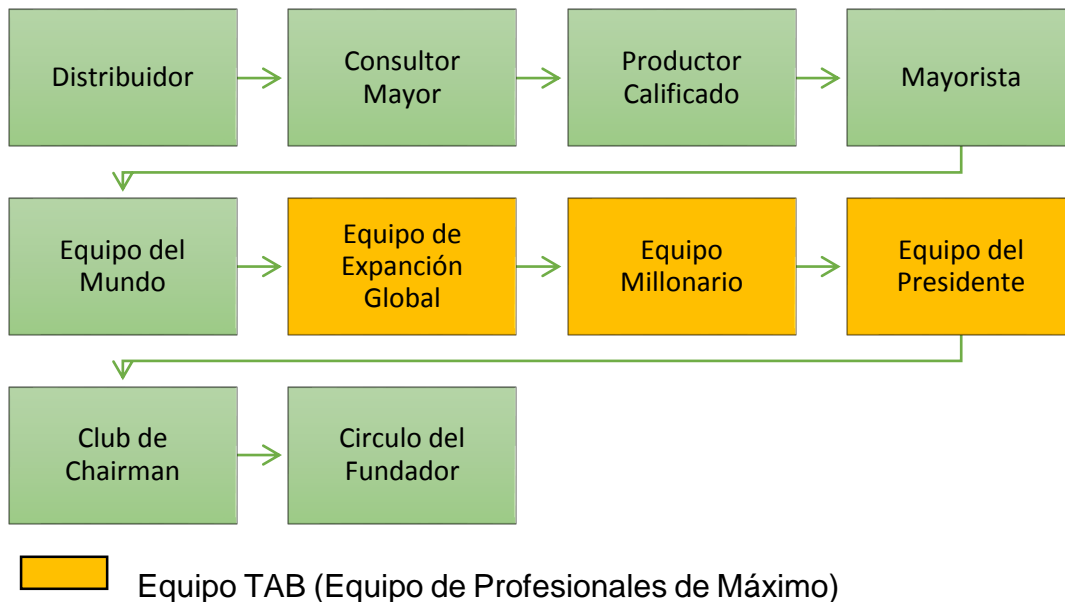 Distribuidor
Consultor
Mayor
Productor
Calificado
Mayorista
Equipo del
Mundo
Equipo de
Expanción
Global
Equipo
Millonario
Equipo del
Presidente
Club de
Chairman
Circulo del
Fundador
Equipo TAB (Equipo de Profesionales de Máximo)